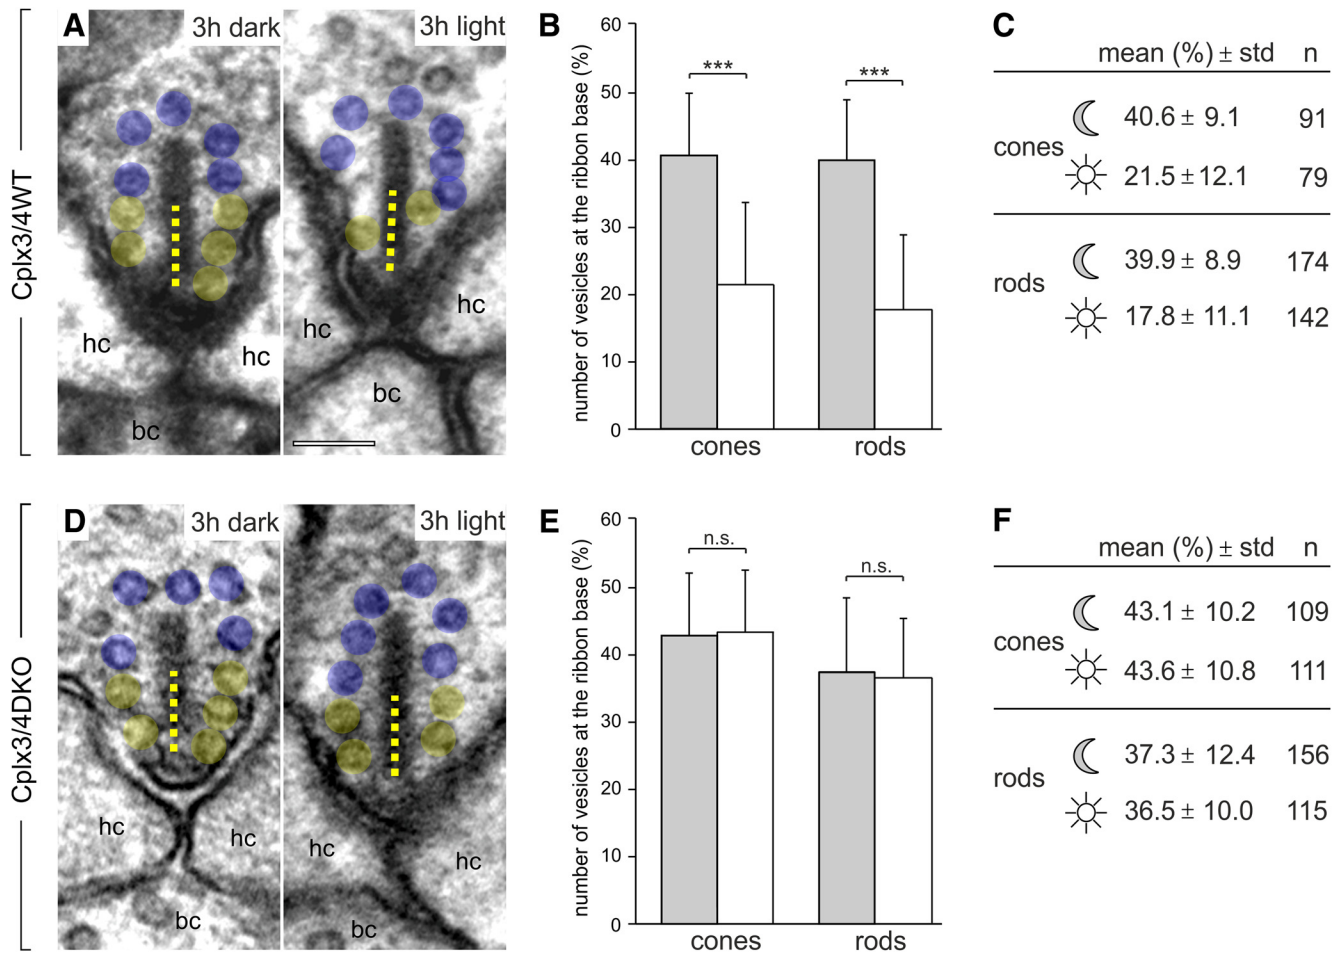 Cplx3/4WT
A
3h dark
3h light
hc
hc
bc
hc
hc
bc
B
number of vesicles at the ribbon base (%)
60
50
40
30
20
10
0
***
***
cones
rods
C
mean (%) ± std n
cones
40.6 ± 9.1 91
21.5 ± 12.1 79
rods
39.9 ± 8.9 174
17.8 ± 11.1 142
Cplx3/4DKO
D
3h dark
3h light
hc
hc
bc
hc
hc
bc
E
number of vesicles at the ribbon base (%)
60
50
40
30
20
10
0
n.s.
n.s.
cones
rods
F
mean (%) ± std n
cones
43.1 ± 10.2 109
43.6 ± 10.8 111
rods
37.3 ± 12.4 156
36.5 ± 10.0 115